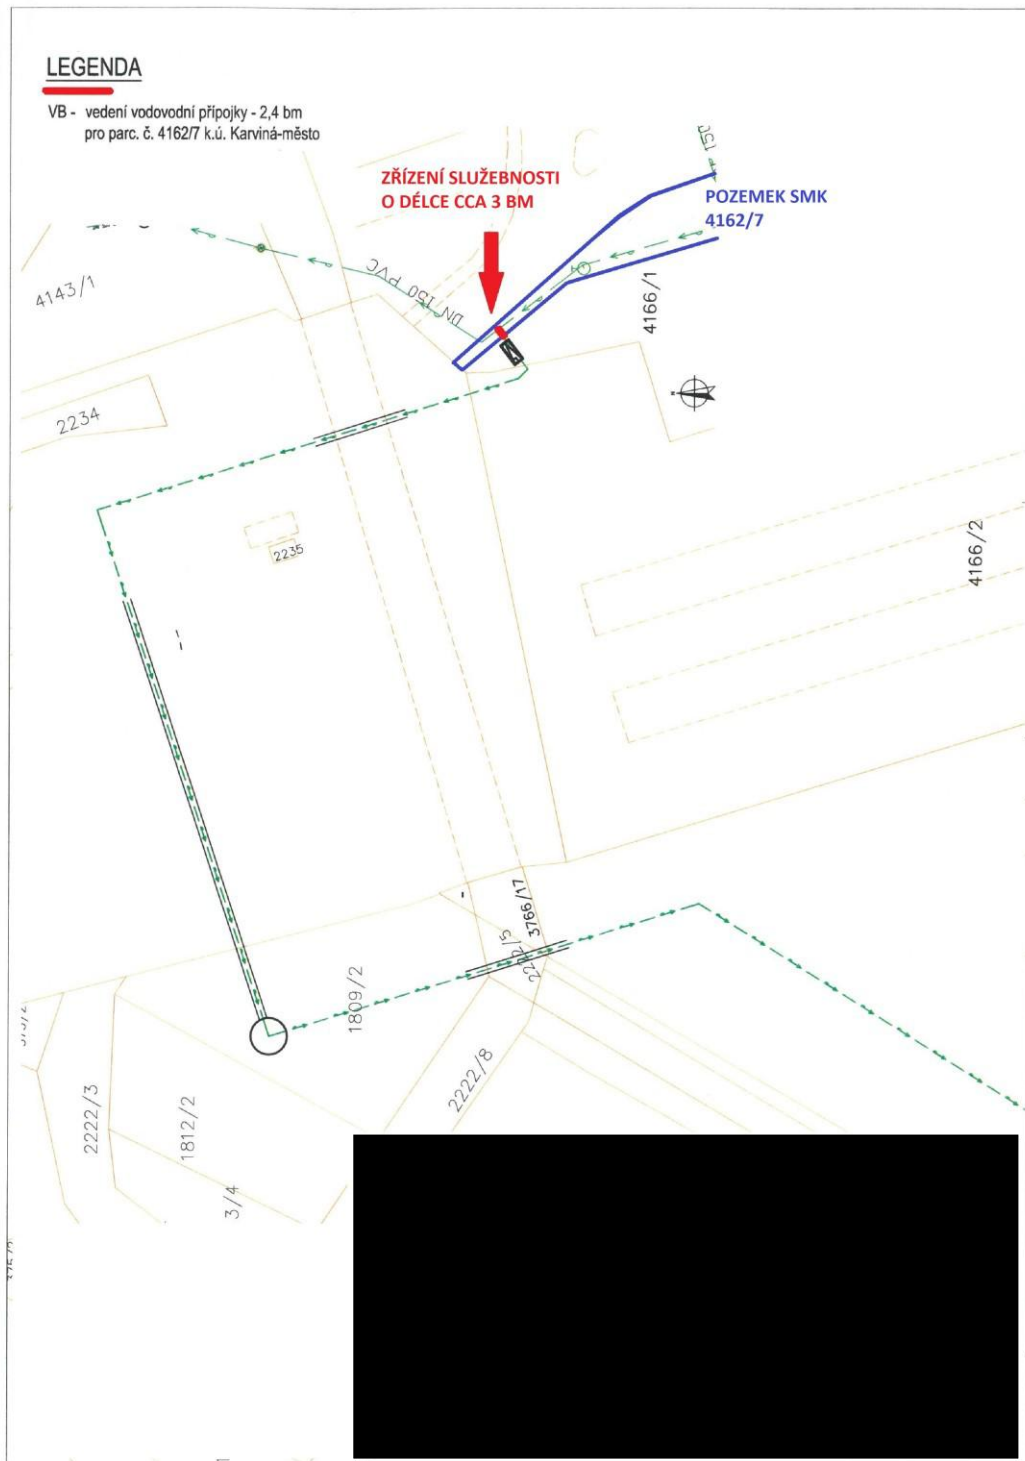 LEGENDA
VB - vedení vodovodní přípojky - 2,4 bm
pro parc. č. 4162/7 k.ú. Karviná-město
ZŘÍZENÍ SLUŽEBNOSTI
O DÉLCE CCA 3 BM
150
POZEMEK SMK
4162/7
4143/1
DN 150 PVC
4166/1
2234
2235
4166/2
3766/17
1809/2
2222/8
2222/3
1812/2
3/4